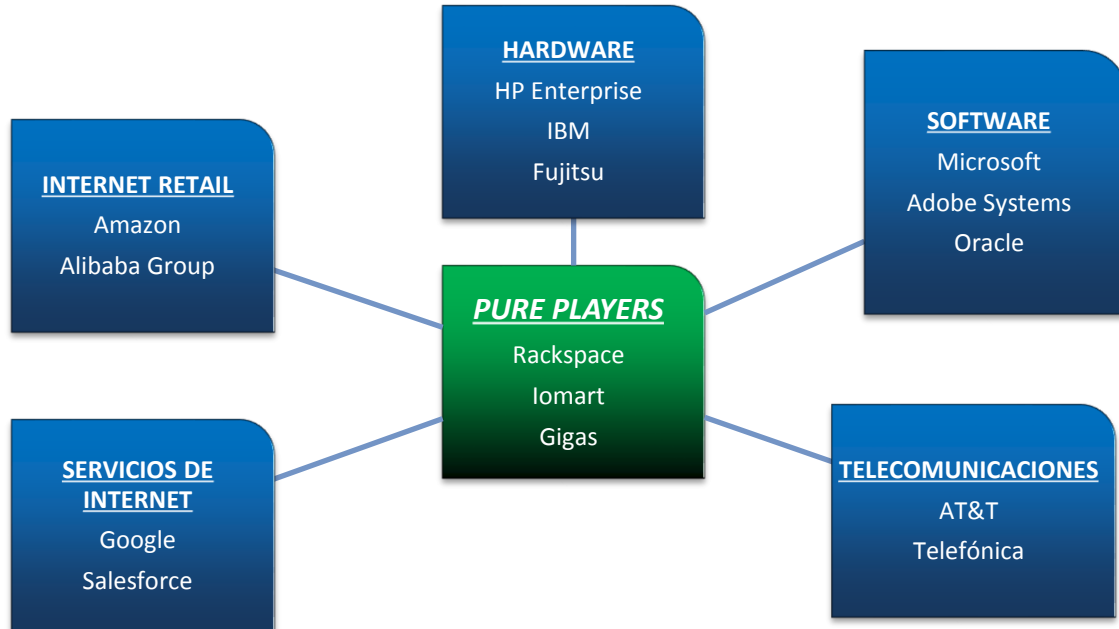 HARDWARE
HP Enterprise
IBM
Fujitsu
SOFTWARE
Microsoft
Adobe Systems
Oracle
INTERNET RETAIL
Amazon
Alibaba Group
PURE PLAYERS
Rackspace
Iomart
Gigas
SERVICIOS DE
INTERNET
Google
Salesforce
TELECOMUNICACIONES
AT&T
Telefónica